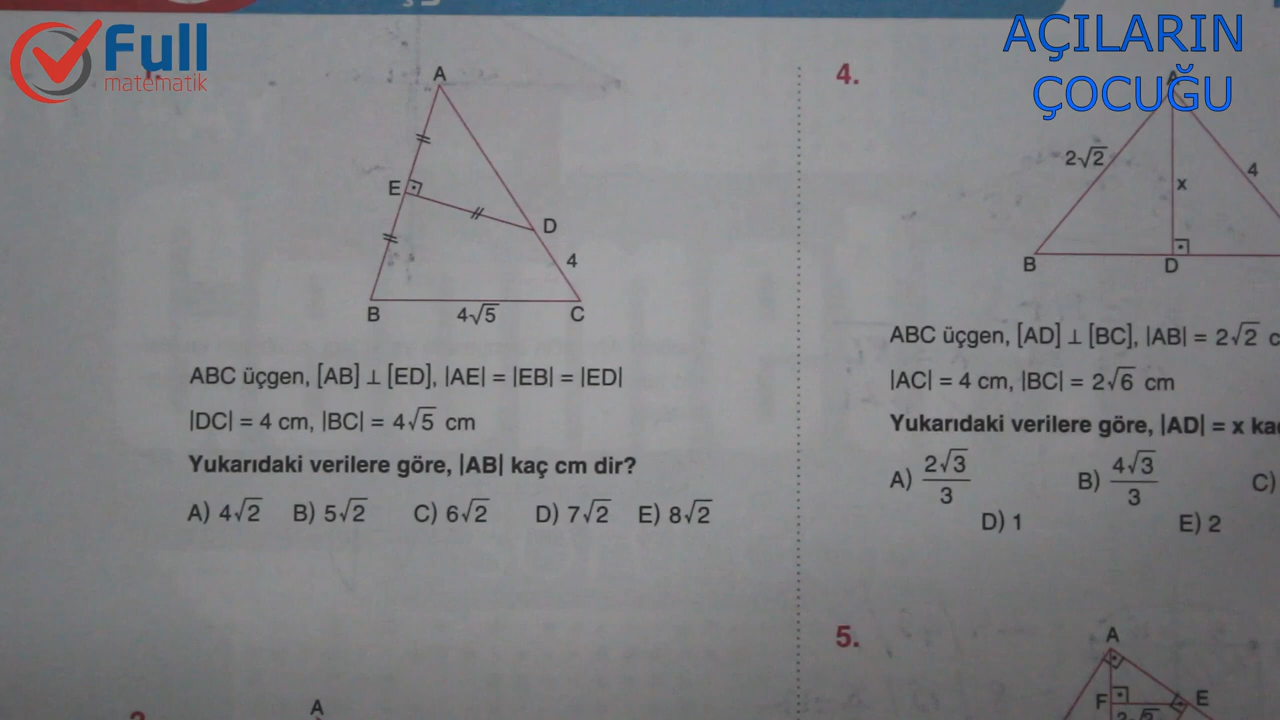 Full
matematik
AÇILARIN
ÇOCUĞU
1.
A
E
D
4
B
4√5
C
ABC üçgen, [AB] ⊥ [ED], |AE| = |EB| = |ED|
|DC| = 4 cm, |BC| = 4√5 cm
Yukarıdaki verilere göre, |AB| kaç cm dir?
A) 4√2 B) 5√2 C) 6√2 D) 7√2 E) 8√2
A
4.
A
2√2
4
x
B
D
ABC üçgen, [AD] ⊥ [BC], |AB| = 2√2
|AC| = 4 cm, |BC| = 2√6 cm
Yukarıdaki verilere göre, |AD| = x
A) 2√3/3 B) 4√3/3 C)
D) 1 E) 2
5.
A
F
E